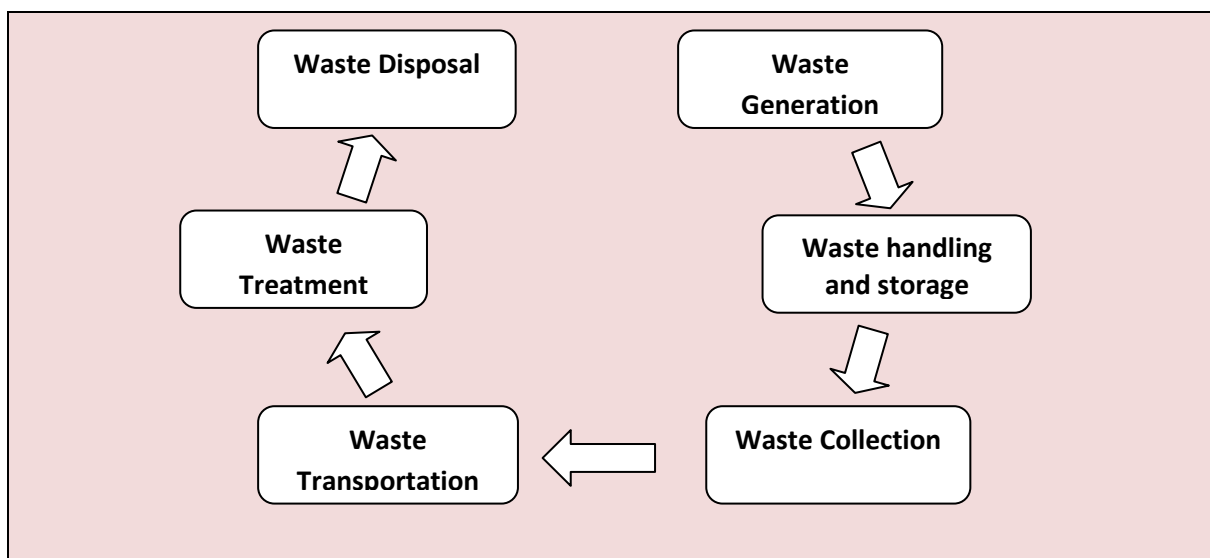 Waste Disposal
Waste
Generation
Waste
Treatment
Waste handling
and storage
Waste
Transportation
Waste Collection